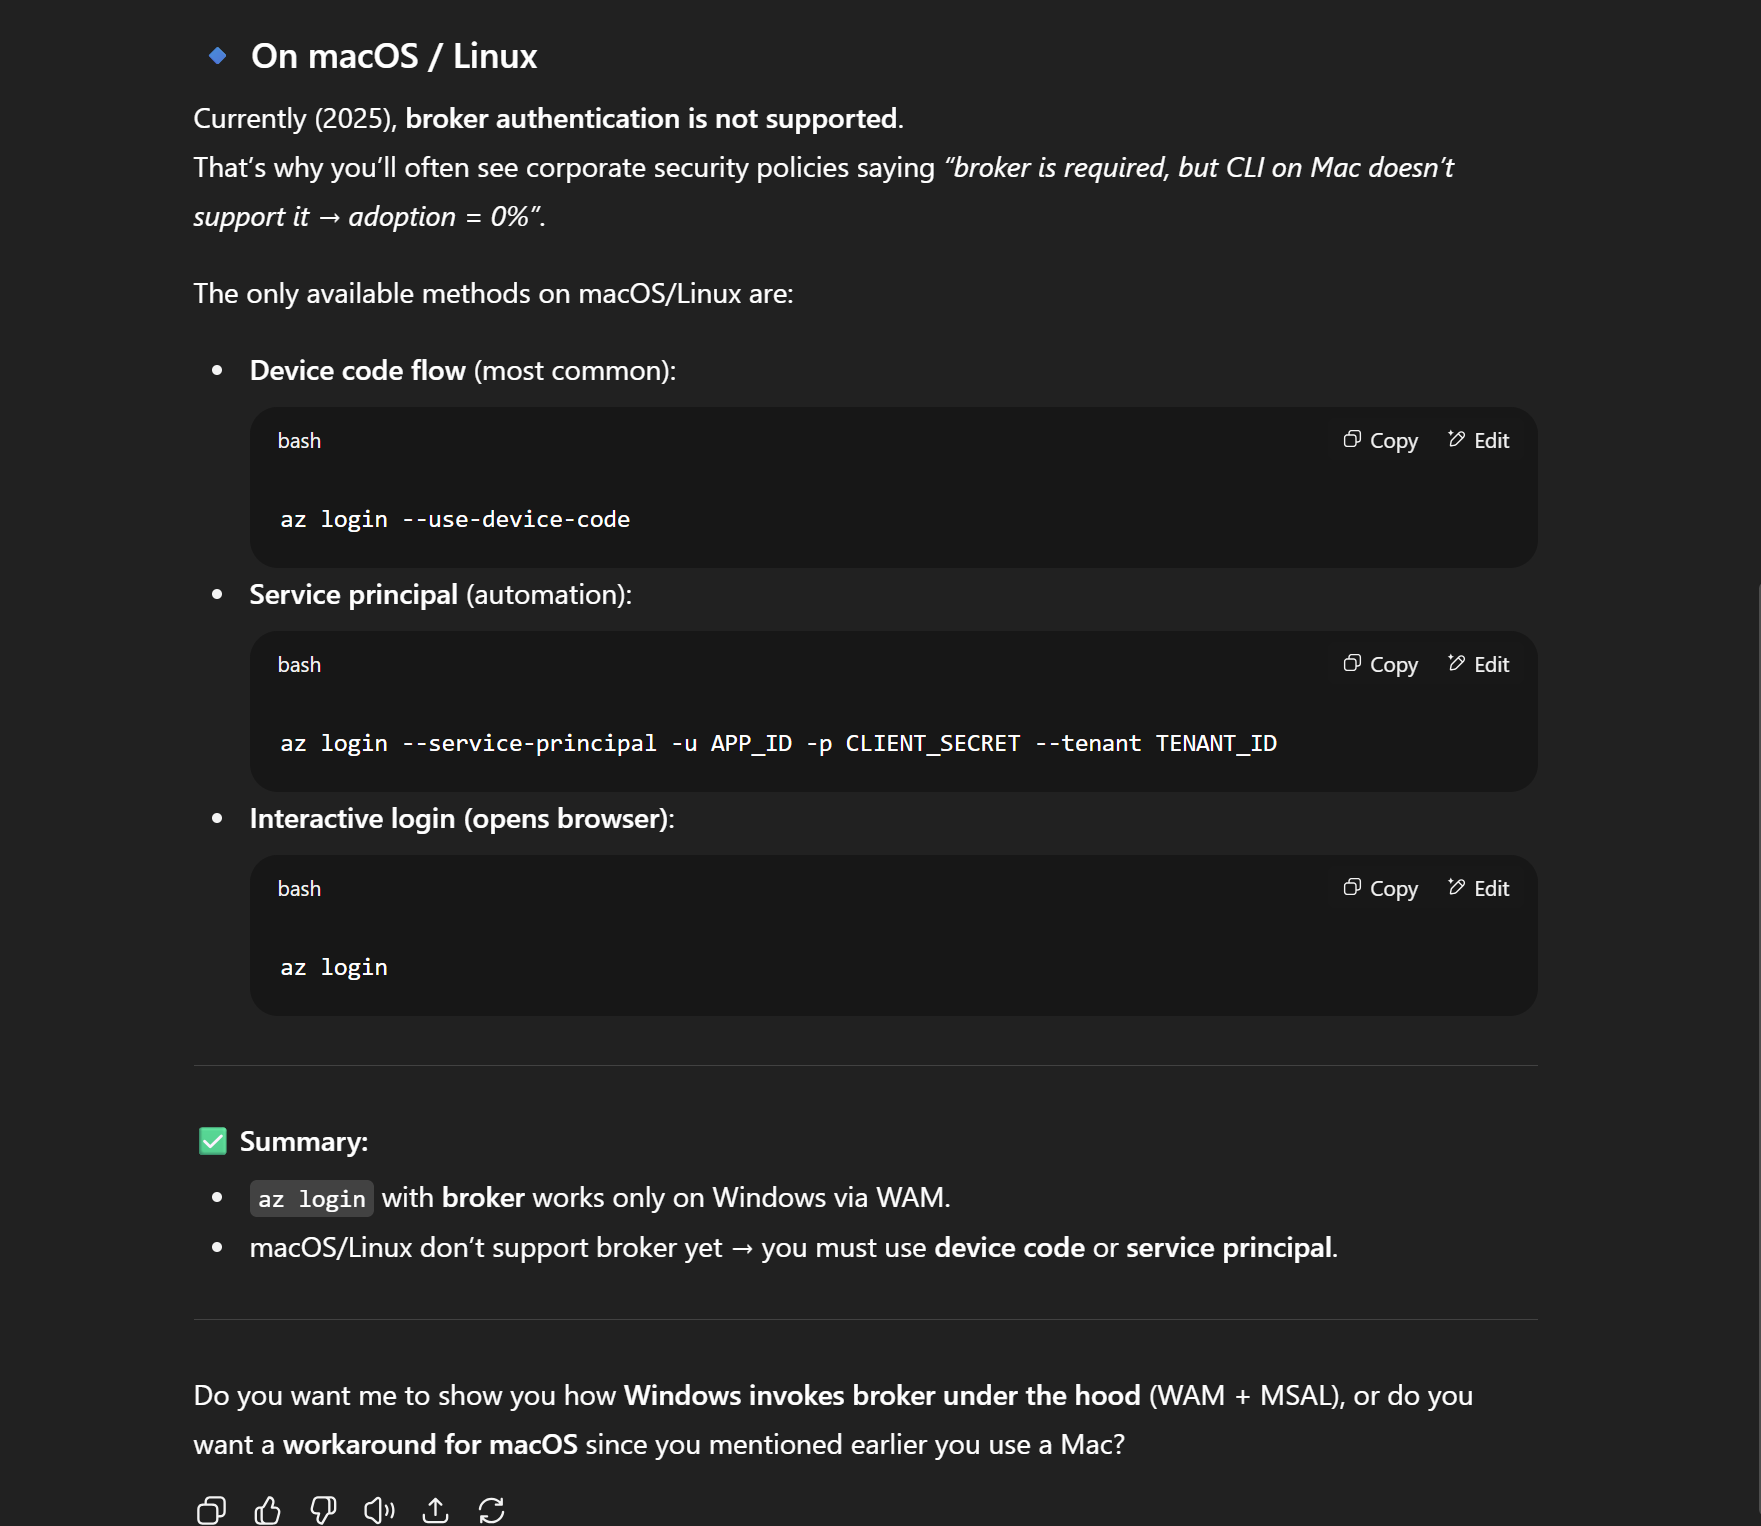 🔹 On macOS / Linux
Currently (2025), broker authentication is not supported.
That’s why you’ll often see corporate security policies saying “broker is required, but CLI on Mac doesn’t
support it → adoption = 0%”.
The only available methods on macOS/Linux are:
• Device code flow (most common):
bash Copy Edit
az login --use-device-code
• Service principal (automation):
bash Copy Edit
az login --service-principal -u APP_ID -p CLIENT_SECRET --tenant TENANT_ID
• Interactive login (opens browser):
bash Copy Edit
az login
✅ Summary:
• az login with broker works only on Windows via WAM.
• macOS/Linux don’t support broker yet → you must use device code or service principal.
Do you want me to show you how Windows invokes broker under the hood (WAM + MSAL), or do you
want a workaround for macOS since you mentioned earlier you use a Mac?